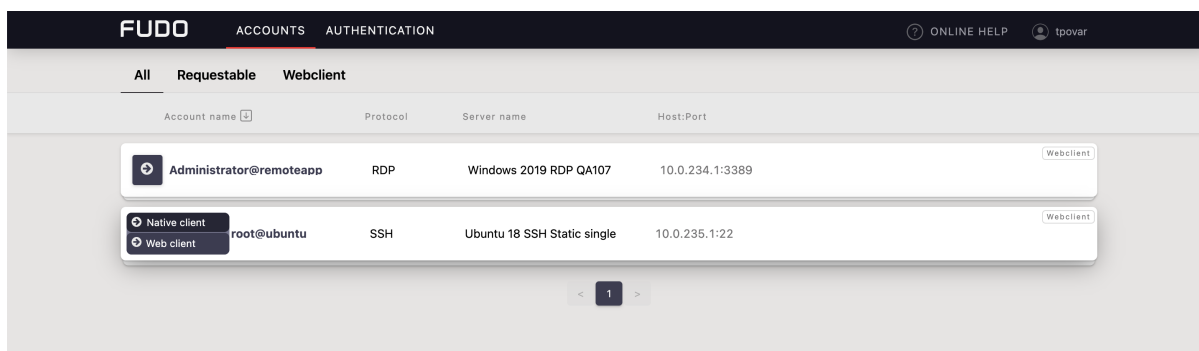 FUDO ACCOUNTS AUTHENTICATION ? ONLINE HELP tpovar
All Requestable Webclient
Account name Protocol Server name Host:Port
Webclient
Administrator@remoteapp RDP Windows 2019 RDP QA107 10.0.234.1:3389
Webclient
Native client
root@ubuntu SSH Ubuntu 18 SSH Static single 10.0.235.1:22
Web client
< 1 >